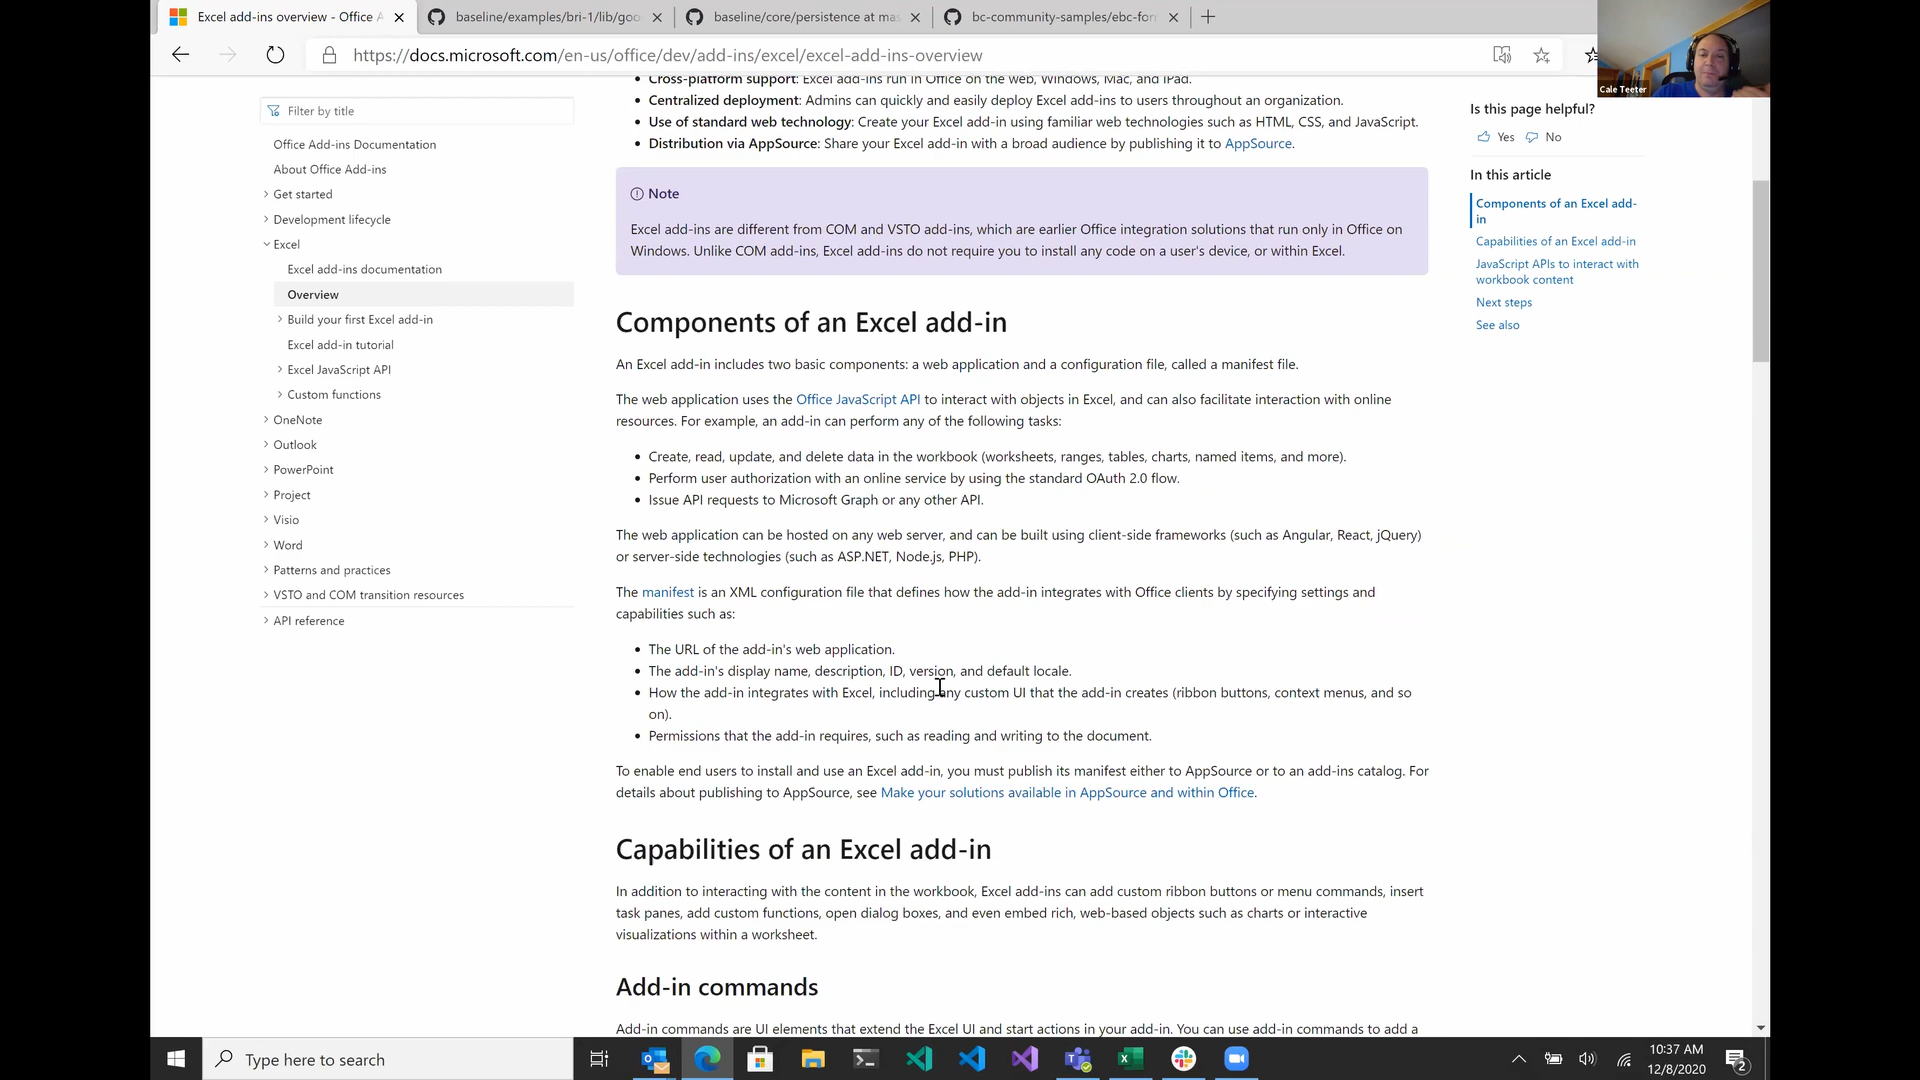 Excel add-ins overview - Office A
baseline/examples/bri-1/lib/goo
baseline/core/persistence at mas
bc-community-samples/ebc-for
https://docs.microsoft.com/en-us/office/dev/add-ins/excel/excel-add-ins-overview
Cale Teeter
Filter by title
Office Add-ins Documentation
About Office Add-ins
Get started
Development lifecycle
Excel
Excel add-ins documentation
Overview
Build your first Excel add-in
Excel add-in tutorial
Excel JavaScript API
Custom functions
OneNote
Outlook
PowerPoint
Project
Visio
Word
Patterns and practices
VSTO and COM transition resources
API reference
• Cross-platform support: Excel add-ins run in Office on the web, Windows, Mac, and iPad.
• Centralized deployment: Admins can quickly and easily deploy Excel add-ins to users throughout an organization.
• Use of standard web technology: Create your Excel add-in using familiar web technologies such as HTML, CSS, and JavaScript.
• Distribution via AppSource: Share your Excel add-in with a broad audience by publishing it to AppSource.
Note
Excel add-ins are different from COM and VSTO add-ins, which are earlier Office integration solutions that run only in Office on
Windows. Unlike COM add-ins, Excel add-ins do not require you to install any code on a user's device, or within Excel.
Components of an Excel add-in
An Excel add-in includes two basic components: a web application and a configuration file, called a manifest file.
The web application uses the Office JavaScript API to interact with objects in Excel, and can also facilitate interaction with online
resources. For example, an add-in can perform any of the following tasks:
• Create, read, update, and delete data in the workbook (worksheets, ranges, tables, charts, named items, and more).
• Perform user authorization with an online service by using the standard OAuth 2.0 flow.
• Issue API requests to Microsoft Graph or any other API.
The web application can be hosted on any web server, and can be built using client-side frameworks (such as Angular, React, jQuery)
or server-side technologies (such as ASP.NET, Node.js, PHP).
The manifest is an XML configuration file that defines how the add-in integrates with Office clients by specifying settings and
capabilities such as:
• The URL of the add-in's web application.
• The add-in's display name, description, ID, version, and default locale.
• How the add-in integrates with Excel, including any custom UI that the add-in creates (ribbon buttons, context menus, and so
on).
• Permissions that the add-in requires, such as reading and writing to the document.
To enable end users to install and use an Excel add-in, you must publish its manifest either to AppSource or to an add-ins catalog. For
details about publishing to AppSource, see Make your solutions available in AppSource and within Office.
Capabilities of an Excel add-in
In addition to interacting with the content in the workbook, Excel add-ins can add custom ribbon buttons or menu commands, insert
task panes, add custom functions, open dialog boxes, and even embed rich, web-based objects such as charts or interactive
visualizations within a worksheet.
Add-in commands
Add-in commands are UI elements that extend the Excel UI and start actions in your add-in. You can use add-in commands to add a
Is this page helpful?
Yes No
In this article
Components of an Excel add-
in
Capabilities of an Excel add-in
JavaScript APIs to interact with
workbook content
Next steps
See also
Type here to search
10:37 AM
12/8/2020
2